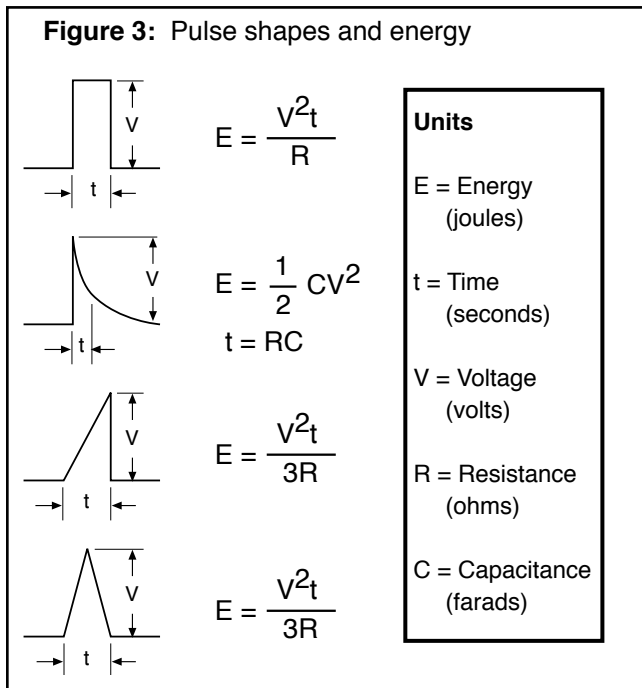 Figure 3: Pulse shapes and energy
V
t
E = V²t / R
V
t
E = 1/2 CV²
t = RC
V
t
E = V²t / 3R
V
t
E = V²t / 3R
Units
E = Energy
(joules)
t = Time
(seconds)
V = Voltage
(volts)
R = Resistance
(ohms)
C = Capacitance
(farads)